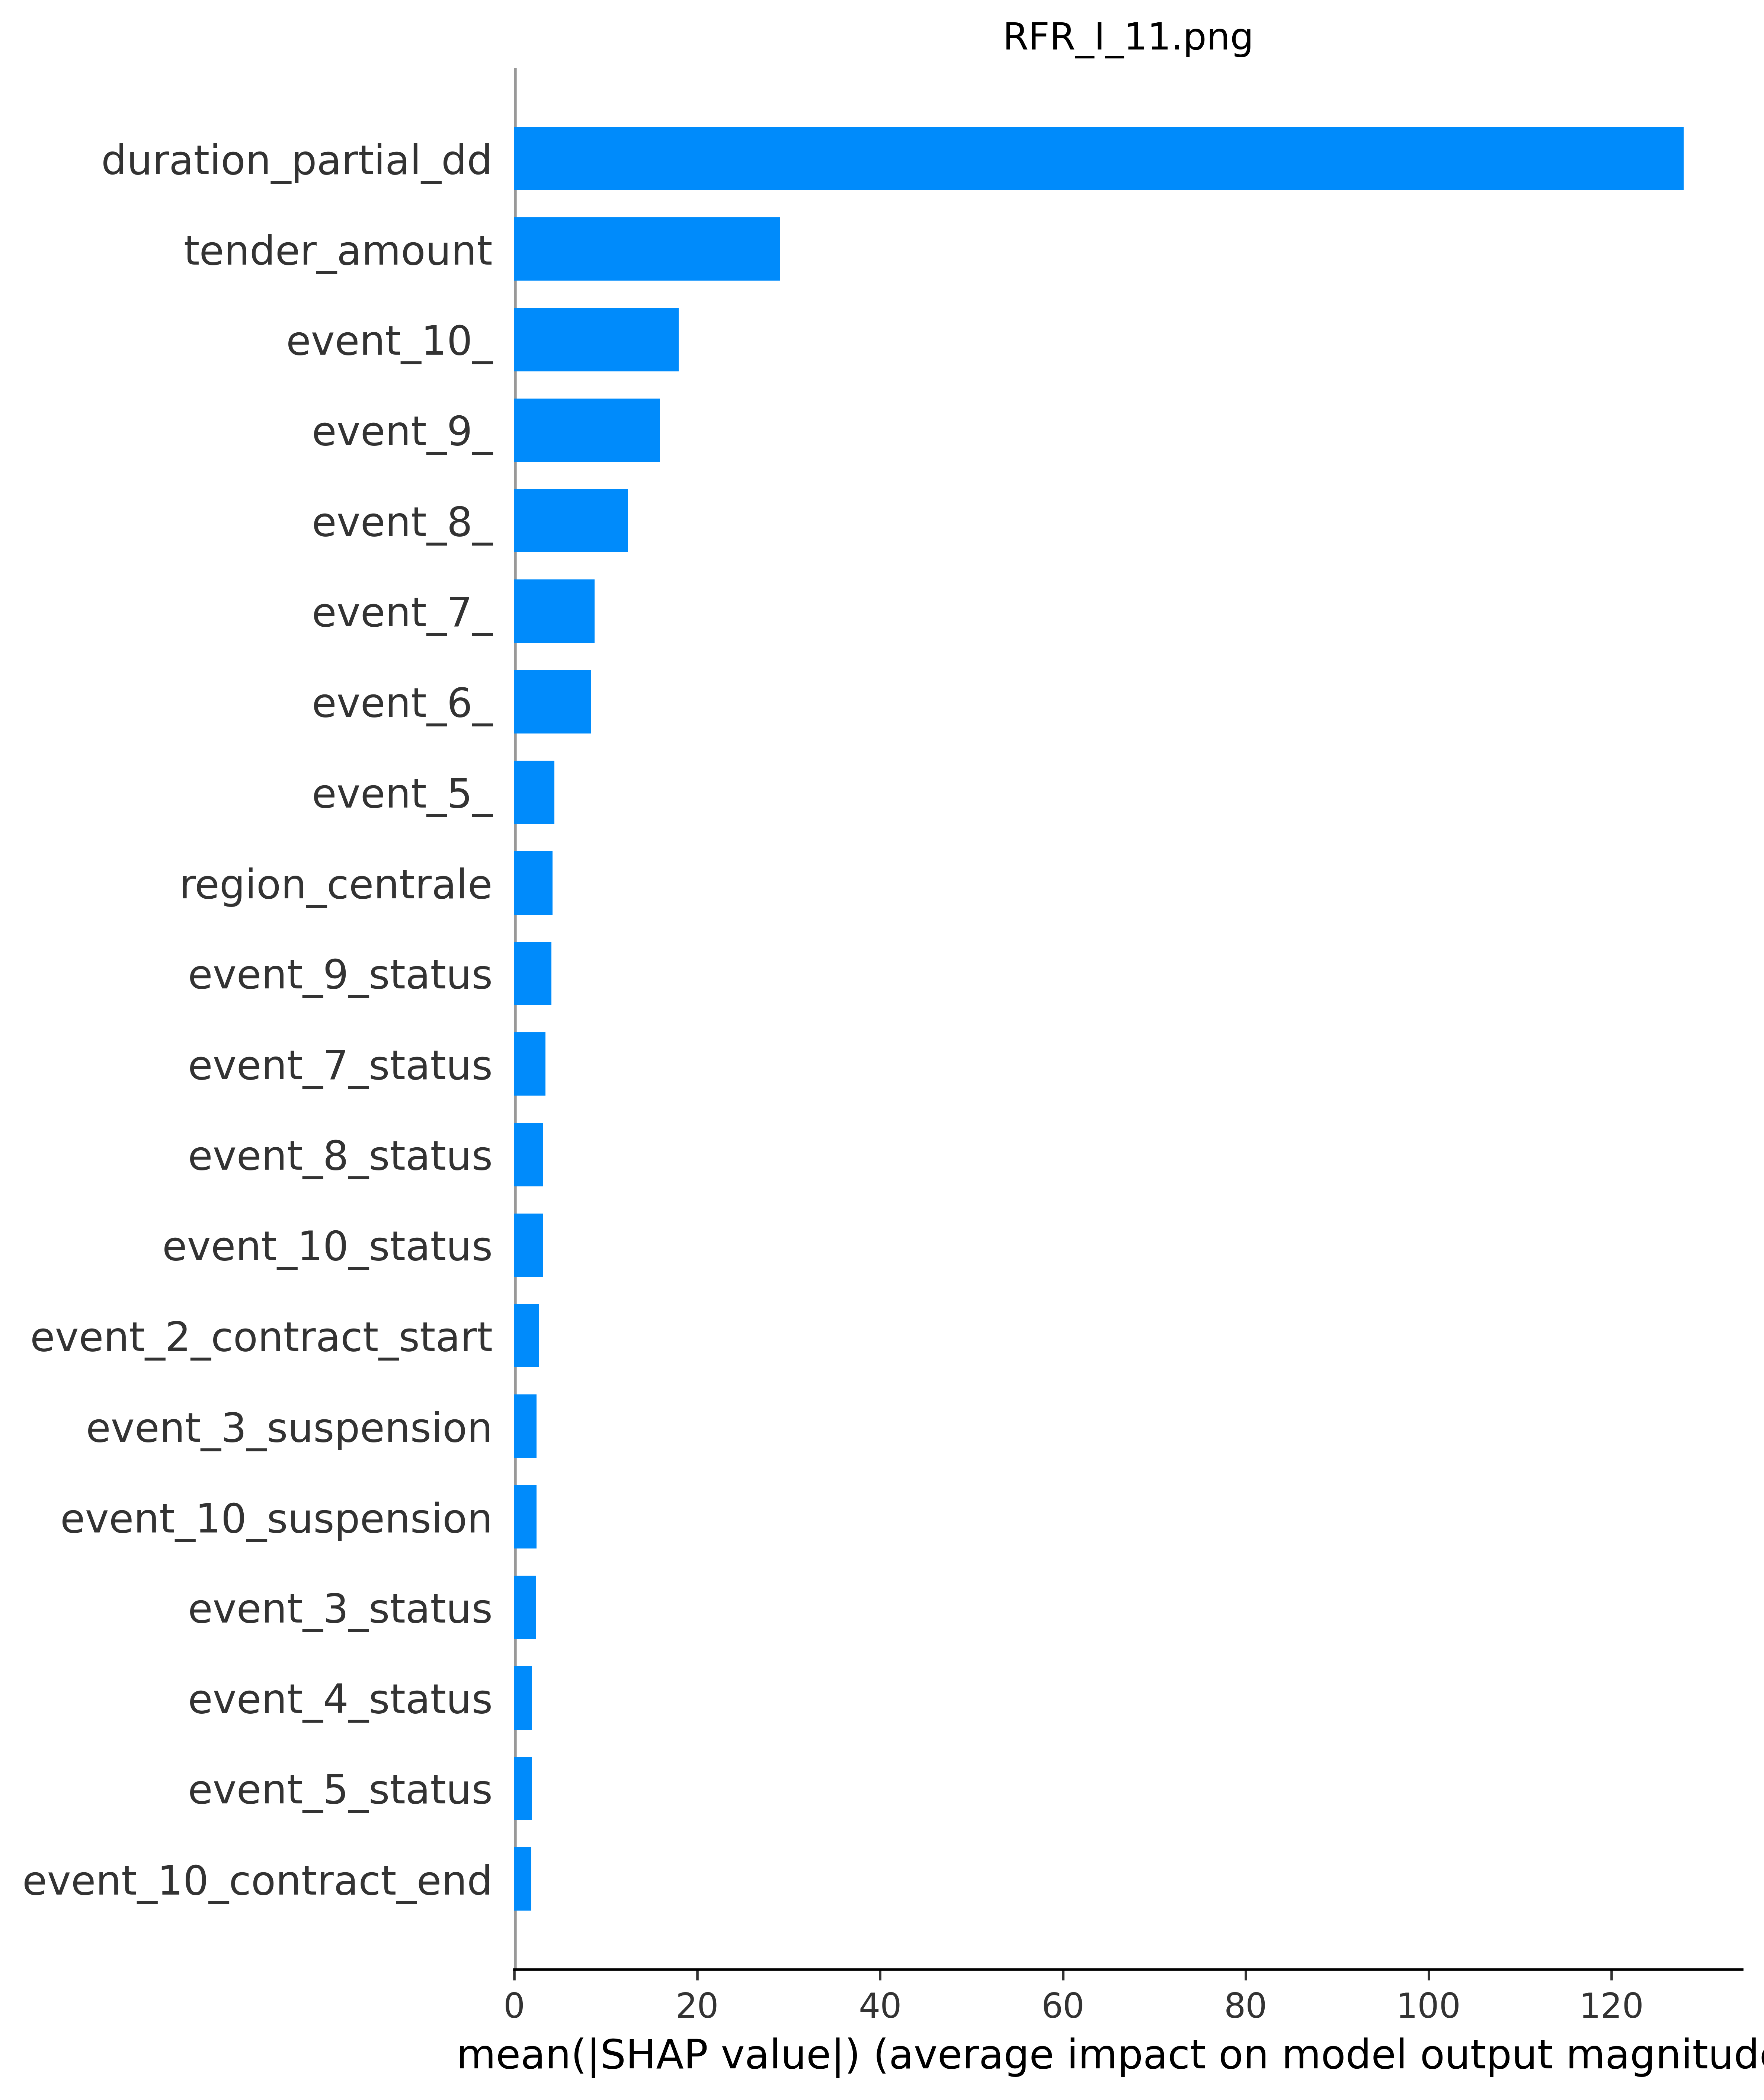 RFR_I_11.png
duration_partial_dd
tender_amount
event_10_
event_9_
event_8_
event_7_
event_6_
event_5_
region_centrale
event_9_status
event_7_status
event_8_status
event_10_status
event_2_contract_start
event_3_suspension
event_10_suspension
event_3_status
event_4_status
event_5_status
event_10_contract_end
0 20 40 60 80 100 120
mean(|SHAP value|) (average impact on model output magnitude